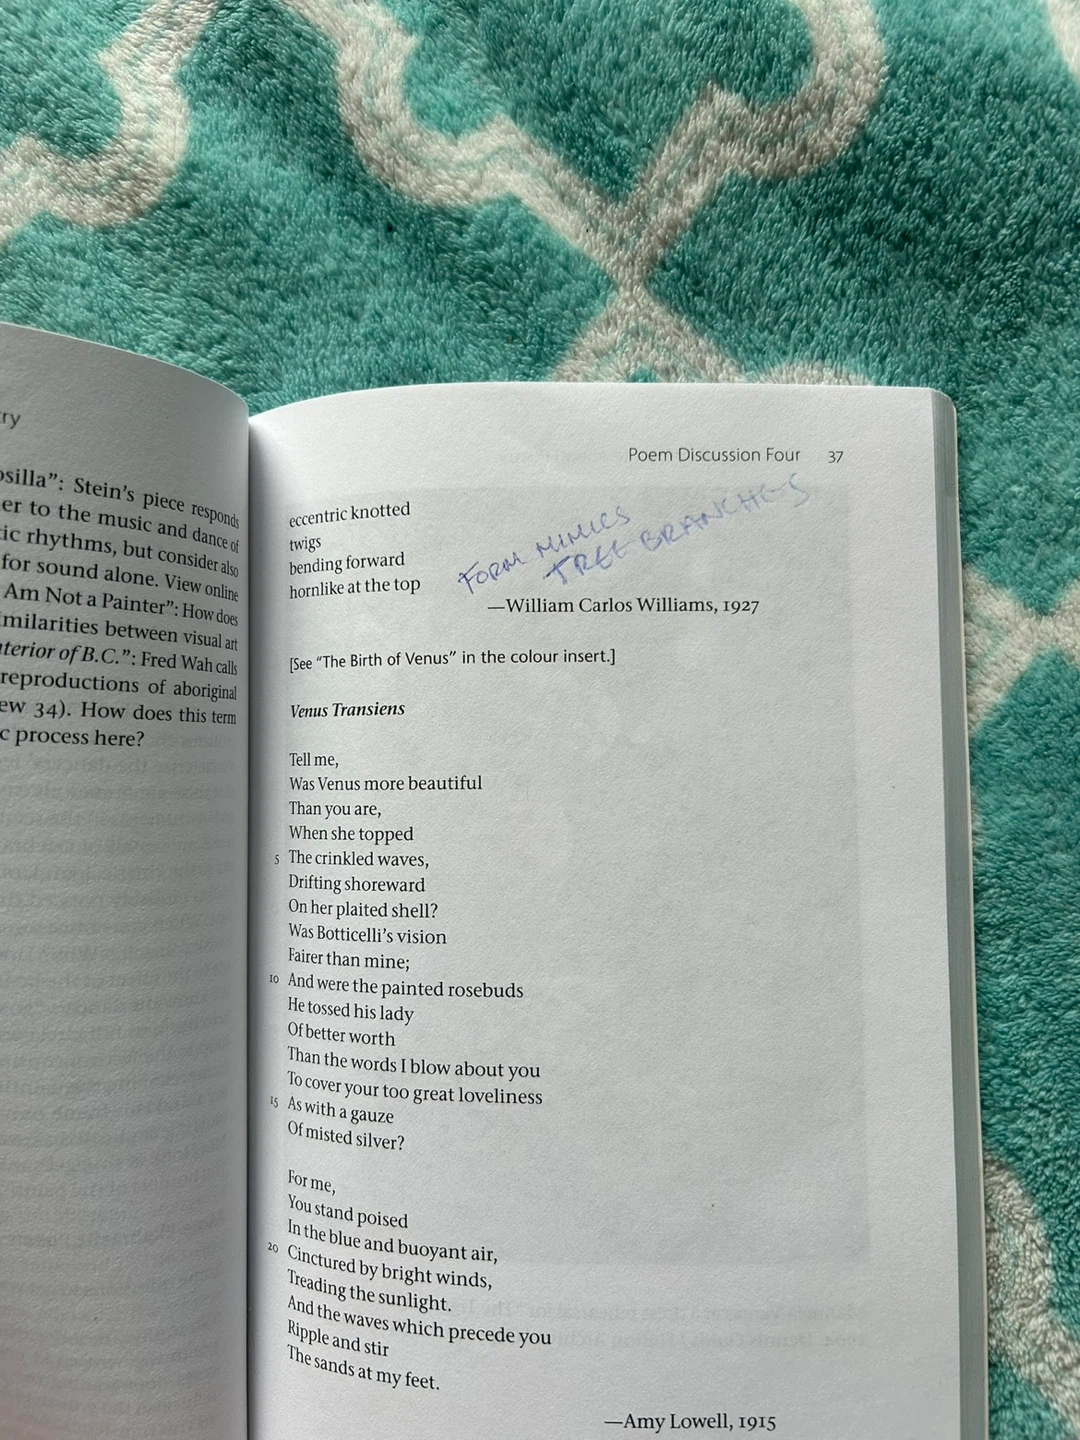 ry
osilla”: Stein’s piece responds
er to the music and dance of
ic rhythms, but consider also
for sound alone. View online
Am Not a Painter”: How does
milarities between visual art
terior of B.C.”: Fred Wah calls
reproductions of aboriginal
ew 34). How does this term
c process here?
Poem Discussion Four 37
eccentric knotted
twigs
bending forward
hornlike at the top
FORM MIMICS
TREE BRANCHES
—William Carlos Williams, 1927
[See “The Birth of Venus” in the colour insert.]
Venus Transiens
Tell me,
Was Venus more beautiful
Than you are,
When she topped
5 The crinkled waves,
Drifting shoreward
On her plaited shell?
Was Botticelli’s vision
Fairer than mine;
10 And were the painted rosebuds
He tossed his lady
Of better worth
Than the words I blow about you
To cover your too great loveliness
15 As with a gauze
Of misted silver?
For me,
You stand poised
In the blue and buoyant air,
20 Cinctured by bright winds,
Treading the sunlight.
And the waves which precede you
Ripple and stir
The sands at my feet.
—Amy Lowell, 1915